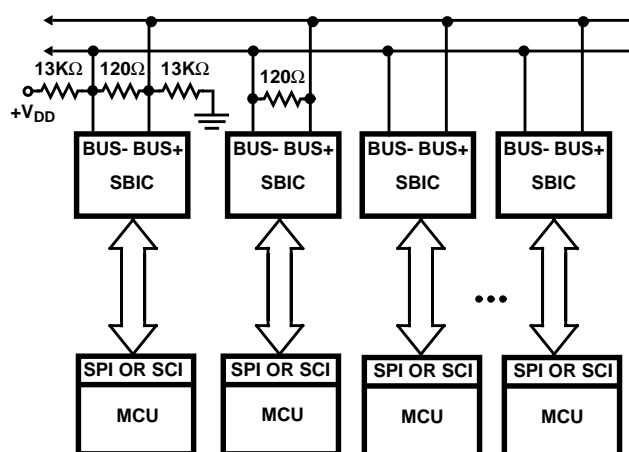 13KΩ 120Ω 13KΩ
120Ω
+VDD
BUS- BUS+
SBIC
BUS- BUS+
SBIC
BUS- BUS+
SBIC
BUS- BUS+
SBIC
SPI OR SCI
MCU
SPI OR SCI
MCU
SPI OR SCI
MCU
SPI OR SCI
MCU